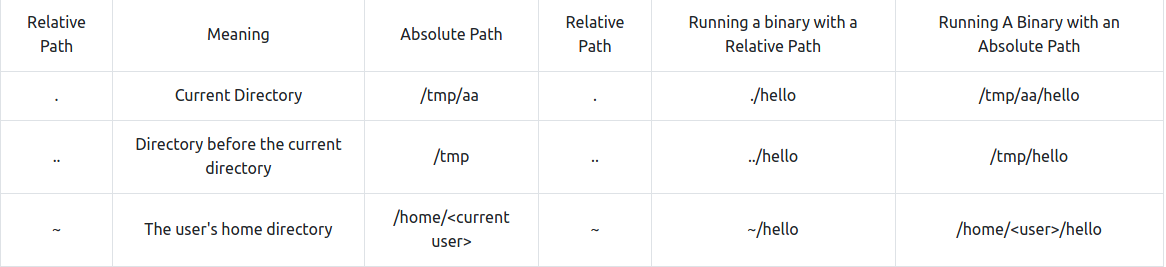 Relative Path Meaning Absolute Path Relative Path Running a binary with a Relative Path Running A Binary with an Absolute Path
. Current Directory /tmp/aa . ./hello /tmp/aa/hello
.. Directory before the current directory /tmp .. ../hello /tmp/hello
~ The user's home directory /home/<current user> ~ ~/hello /home/<user>/hello